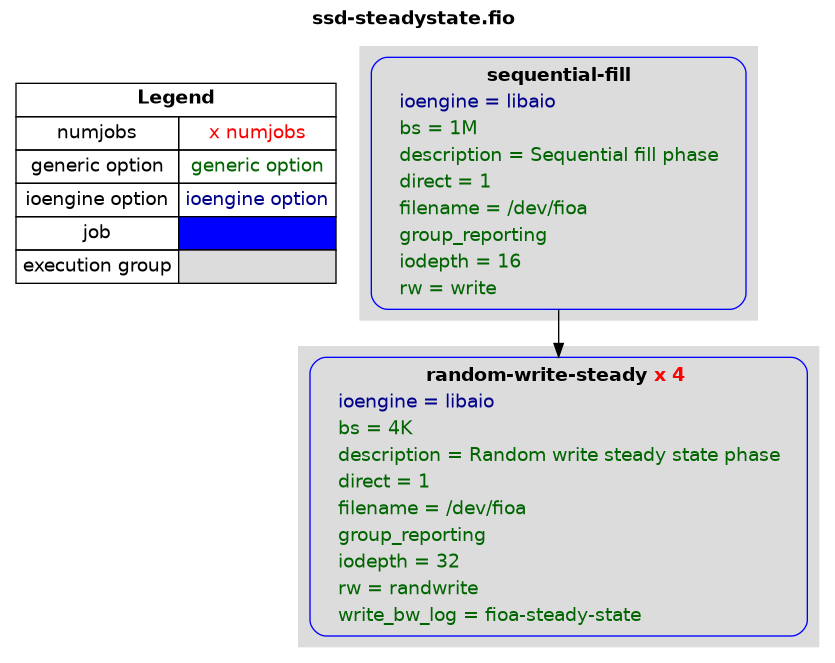 ssd-steadystate.fio
Legend
numjobs x numjobs
generic option generic option
ioengine option ioengine option
job
execution group
sequential-fill
ioengine = libaio
bs = 1M
description = Sequential fill phase
direct = 1
filename = /dev/fioa
group_reporting
iodepth = 16
rw = write
random-write-steady x 4
ioengine = libaio
bs = 4K
description = Random write steady state phase
direct = 1
filename = /dev/fioa
group_reporting
iodepth = 32
rw = randwrite
write_bw_log = fioa-steady-state